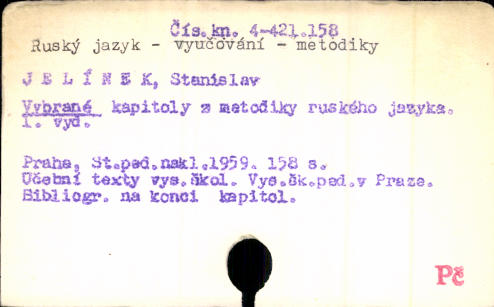 Čís.kn. 4-421.158
Ruský jazyk - vyučování - metodiky
J E L Í N E K, Stanislav
Vybrané kapitoly z metodiky ruského jazyka.
I. vyd.
Praha, St.ped.nakl.1959. 158 s.
Učební texty vys.škol. Vys.šk.ped.v Praze.
Bibliogr. na konci kapitol.
Pč